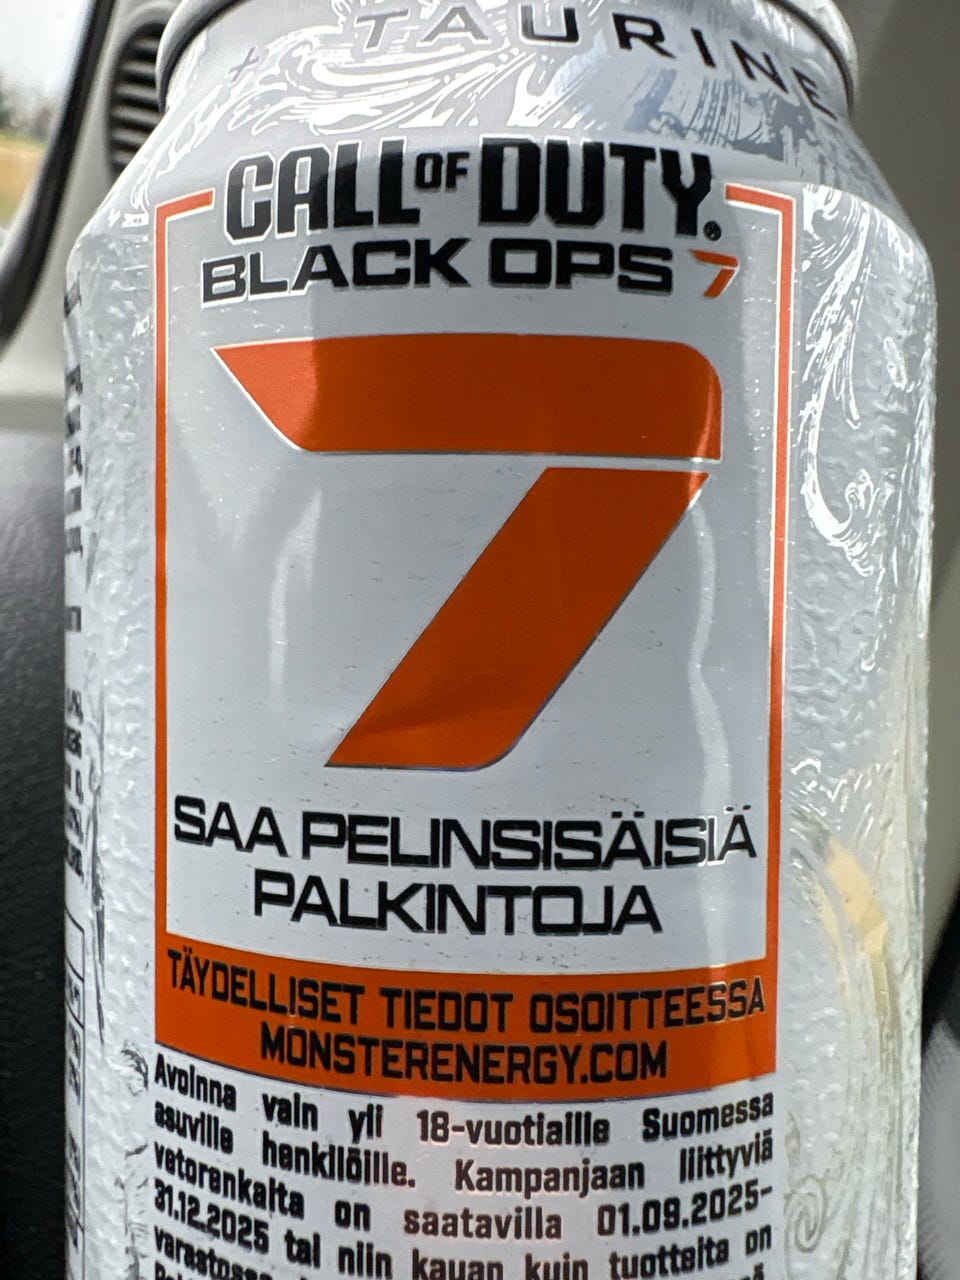 + TAURINE
CALL OF DUTY®
BLACK OPS 7
7
SAA PELINSISÄISIÄ
PALKINTOJA
TÄYDELLISET TIEDOT OSOITTEESSA
MONSTERENERGY.COM
Avoinna vain yli 18-vuotiaille Suomessa
asuville henkilöille. Kampanjaan liittyviä
vetorenkaita on saatavilla 01.09.2025-
31.12.2025 tai niin kauan kuin tuotteita on